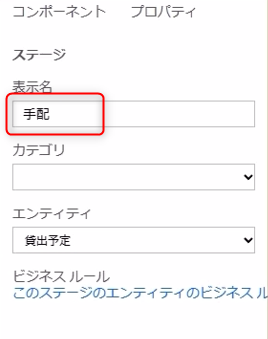 コンポーネント プロパティ
ステージ
表示名
手配
カテゴリ
エンティティ
貸出予定
ビジネス ルール
このステージのエンティティのビジネス ル